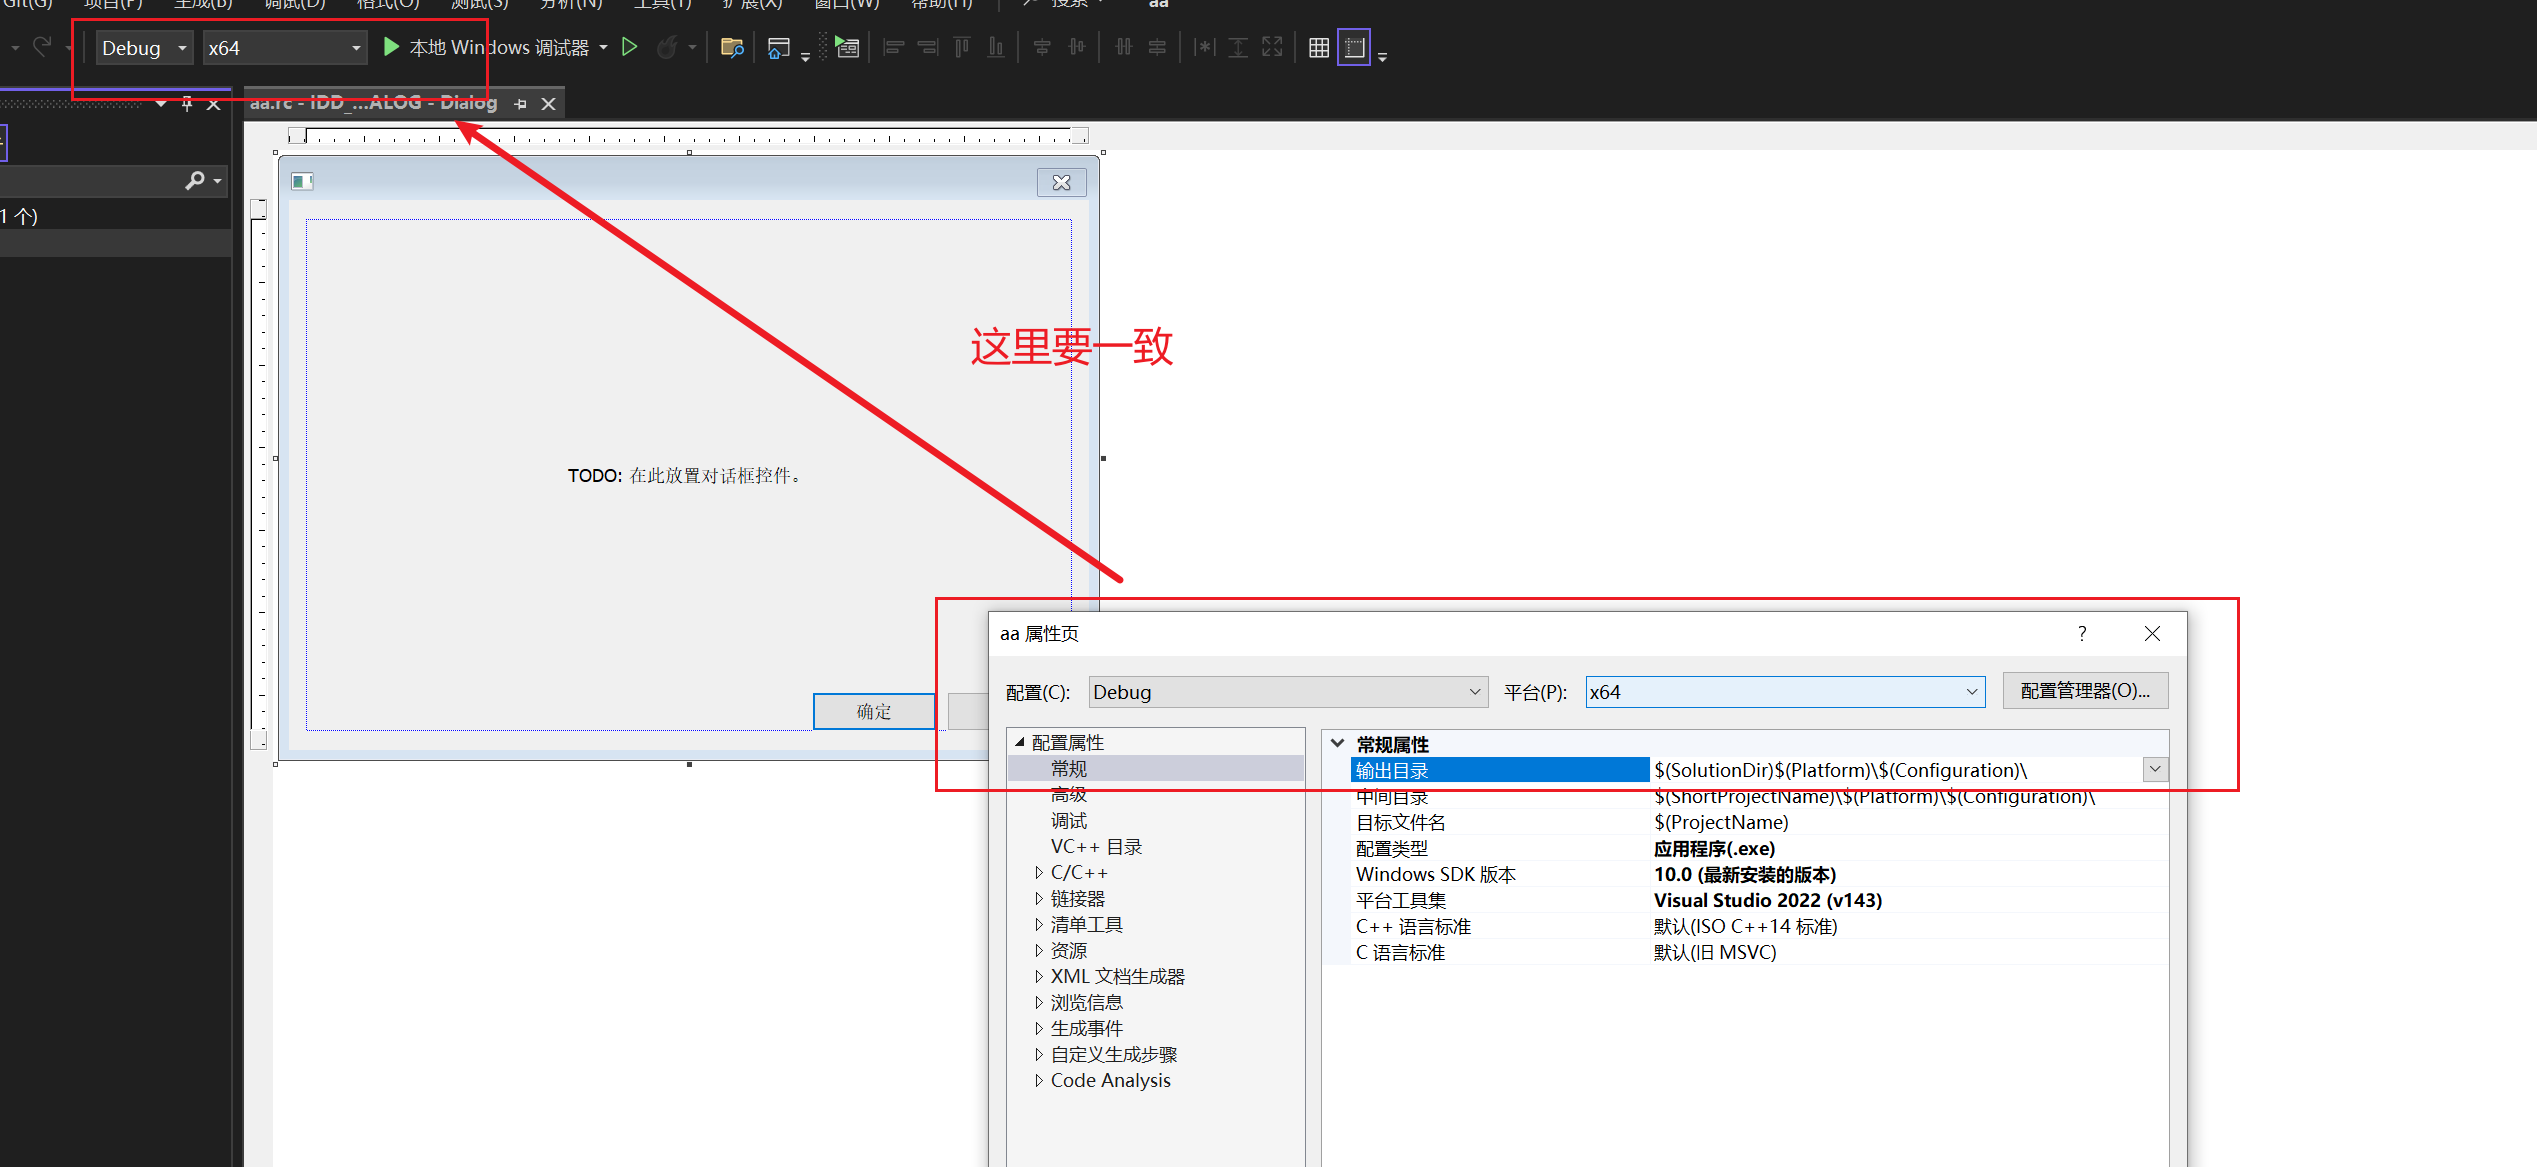 Git(G) 项目(P) 生成(B) 调试(D) 格式(O) 测试(S) 分析(N) 工具(T) 扩展(X) 窗口(W) 帮助(H) 搜索 aa
Debug x64 本地 Windows 调试器
aa.rc - IDD_...ALOG - Dialog
1 个)
这里要一致
TODO: 在此放置对话框控件。
确定
aa 属性页
配置(C): Debug 平台(P): x64 配置管理器(O)...
配置属性
常规
高级
调试
VC++ 目录
C/C++
链接器
清单工具
资源
XML 文档生成器
浏览信息
生成事件
自定义生成步骤
Code Analysis
常规属性
输出目录 $(SolutionDir)$(Platform)\$(Configuration)\
中间目录 $(ShortProjectName)\$(Platform)\$(Configuration)\
目标文件名 $(ProjectName)
配置类型 应用程序(.exe)
Windows SDK 版本 10.0 (最新安装的版本)
平台工具集 Visual Studio 2022 (v143)
C++ 语言标准 默认(ISO C++14 标准)
C 语言标准 默认(旧 MSVC)